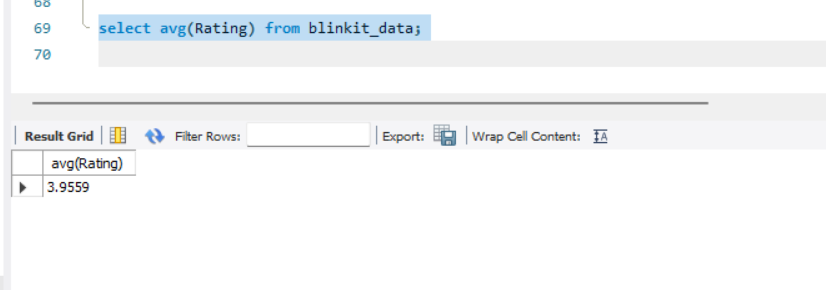 68
69 select avg(Rating) from blinkit_data;
70
Result Grid Filter Rows: Export: Wrap Cell Content: IA
avg(Rating)
3.9559